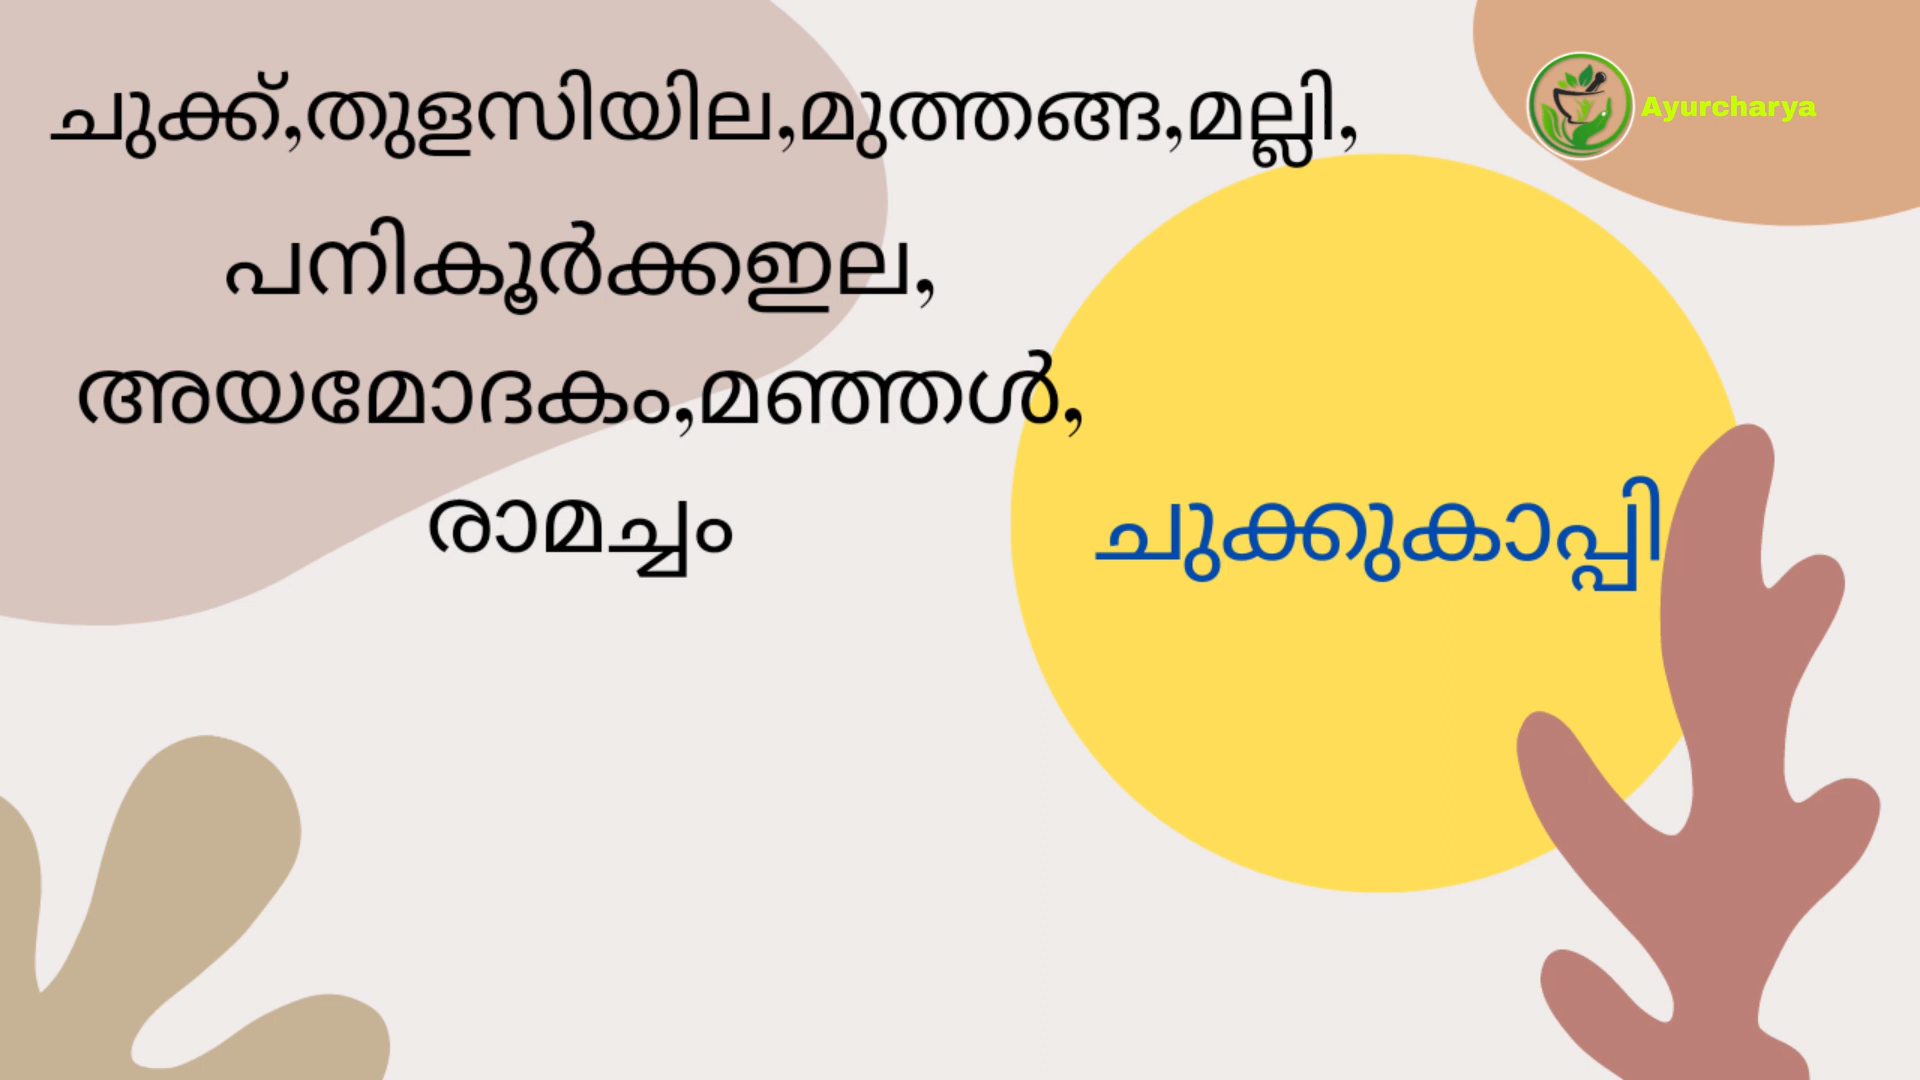 ചുക്ക്,തുളസിയില,മുത്തങ്ങ,മല്ലി,
Ayurcharya
പനികൂർക്കഇല,
അയമോദകം,മഞ്ഞൾ,
രാമച്ചം
ചുക്കുകാപ്പി